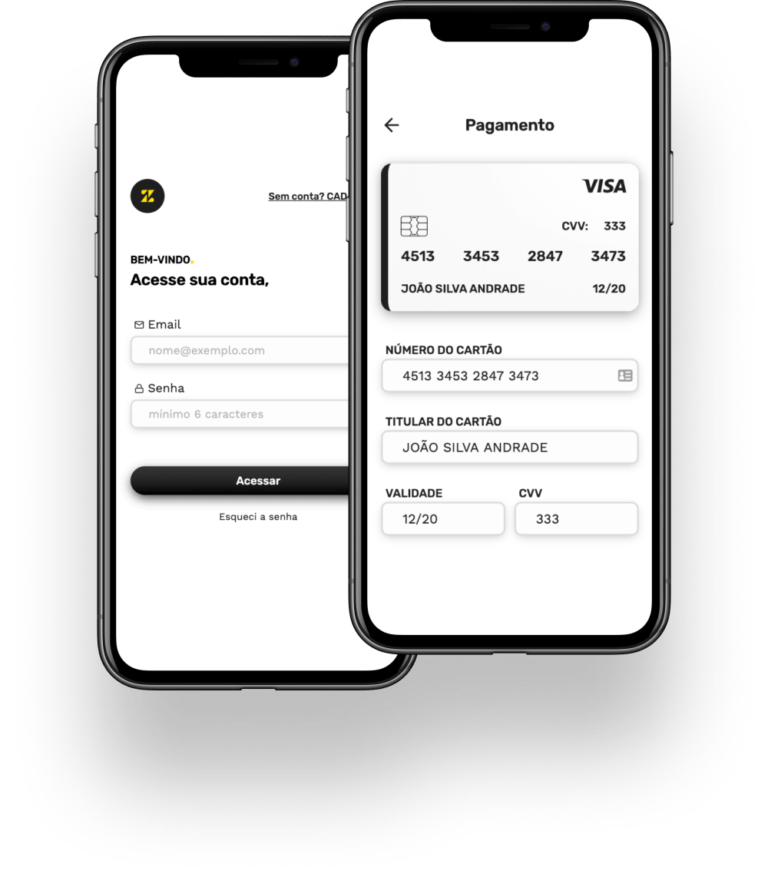 Sem conta? CAD
BEM-VINDO.
Acesse sua conta,
Email
nome@exemplo.com
Senha
mínimo 6 caracteres
Acessar
Esqueci a senha
Pagamento
VISA
CVV: 333
4513 3453 2847 3473
JOÃO SILVA ANDRADE 12/20
NÚMERO DO CARTÃO
4513 3453 2847 3473
TITULAR DO CARTÃO
JOÃO SILVA ANDRADE
VALIDADE CVV
12/20 333